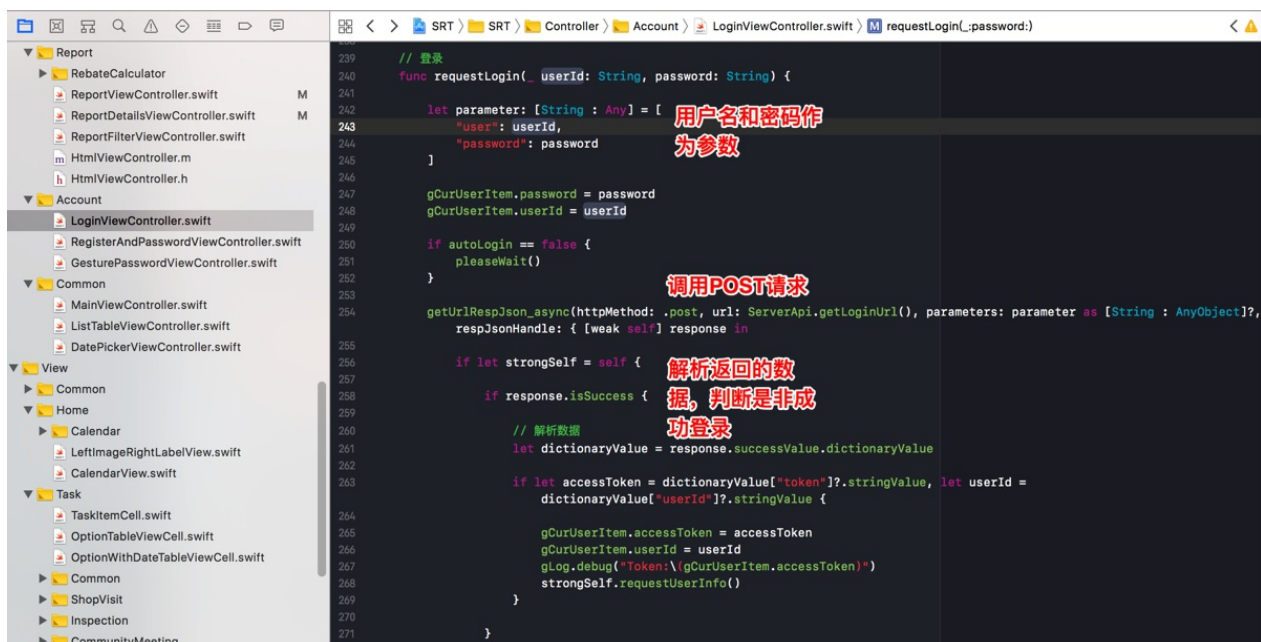 SRT 〉 SRT 〉 Controller 〉 Account 〉 LoginViewController.swift 〉 M requestLogin(_:password:)
Report
RebateCalculator
ReportViewController.swift M
ReportDetailsViewController.swift M
ReportFilterViewController.swift
m HtmlViewController.m
h HtmlViewController.h
Account
LoginViewController.swift
RegisterAndPasswordViewController.swift
GesturePasswordViewController.swift
Common
MainViewController.swift
ListTableViewController.swift
DatePickerViewController.swift
View
Common
Home
Calendar
LeftImageRightLabelView.swift
CalendarView.swift
Task
TaskItemCell.swift
OptionTableViewCell.swift
OptionWithDateTableViewCell.swift
Common
ShopVisit
Inspection
CommunityMeeting
239 // 登录
240 func requestLogin(_ userId: String, password: String) {
241
242 let parameter: [String : Any] = [
243 "user": userId,
244 "password": password
245 ]
246
247 gCurUserItem.password = password
248 gCurUserItem.userId = userId
249
250 if autoLogin == false {
251 pleaseWait()
252 }
253
254 getUrlRespJson_async(httpMethod: .post, url: ServerApi.getLoginUrl(), parameters: parameter as [String : AnyObject]?,
respJsonHandle: { [weak self] response in
255
256 if let strongSelf = self {
257
258 if response.isSuccess {
259
260 // 解析数据
261 let dictionaryValue = response.successValue.dictionaryValue
262
263 if let accessToken = dictionaryValue["token"]?.stringValue, let userId =
dictionaryValue["userId"]?.stringValue {
264
265 gCurUserItem.accessToken = accessToken
266 gCurUserItem.userId = userId
267 gLog.debug("Token:\(gCurUserItem.accessToken)")
268 strongSelf.requestUserInfo()
269 }
270
271 }
用户名和密码作
为参数
调用POST请求
解析返回的数
据，判断是非成
功登录